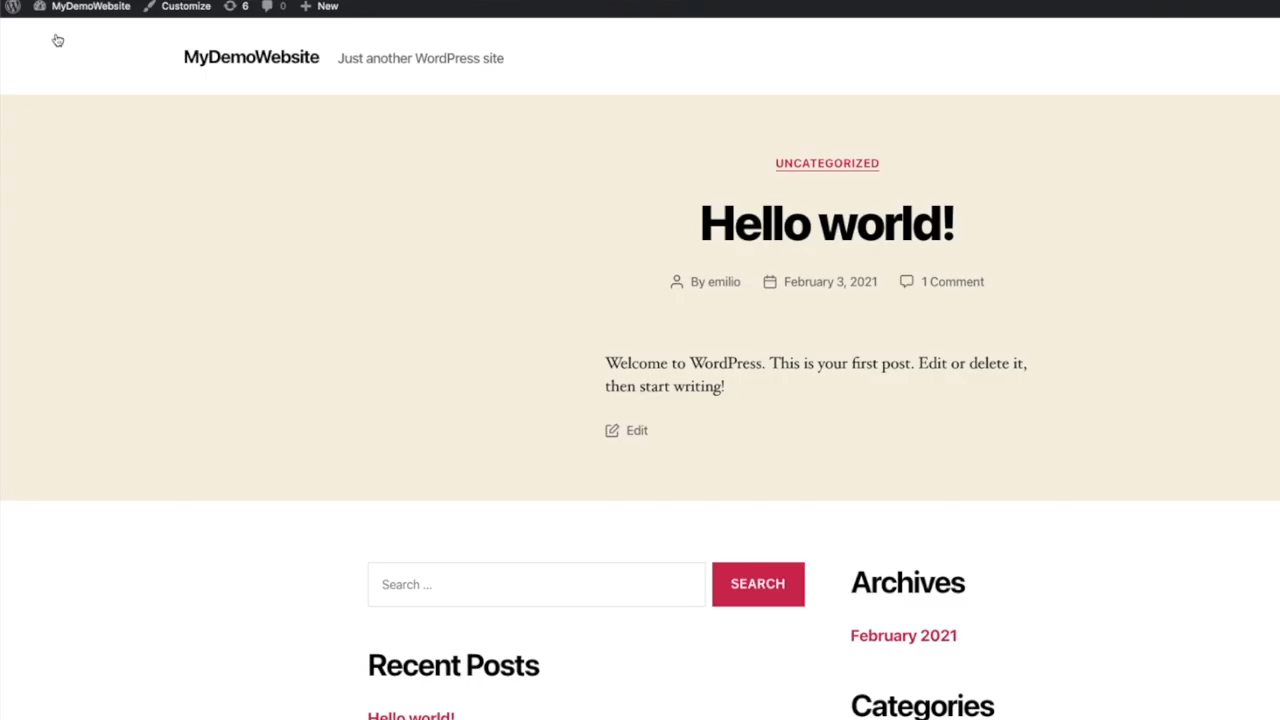 MyDemoWebsite Customize 6 0 New
MyDemoWebsite Just another WordPress site
UNCATEGORIZED
Hello world!
By emilio February 3, 2021 1 Comment
Welcome to WordPress. This is your first post. Edit or delete it,
then start writing!
Edit
Search ... SEARCH
Archives
February 2021
Recent Posts
Categories
Hello world!